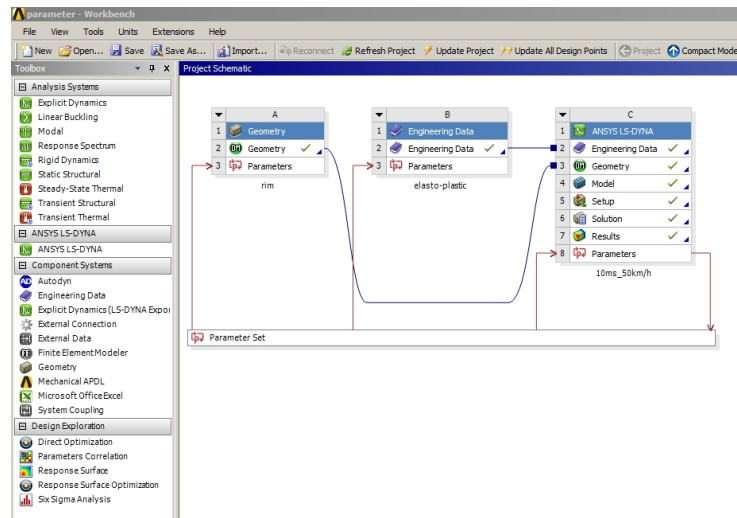 parameter - Workbench
File View Tools Units Extensions Help
New Open... Save Save As... Import... Reconnect Refresh Project Update Project Update All Design Points Project Compact Mode
Toolbox
Project Schematic
Analysis Systems
Explicit Dynamics
Linear Buckling
Modal
Response Spectrum
Rigid Dynamics
Static Structural
Steady-State Thermal
Transient Structural
Transient Thermal
ANSYS LS-DYNA
ANSYS LS-DYNA
Component Systems
Autodyn
Engineering Data
Explicit Dynamics (LS-DYNA Expor
External Connection
External Data
Finite Element Modeler
Geometry
Mechanical APDL
Microsoft Office Excel
System Coupling
Design Exploration
Direct Optimization
Parameters Correlation
Response Surface
Response Surface Optimization
Six Sigma Analysis
A
1 Geometry
2 Geometry
3 Parameters
rim
B
1 Engineering Data
2 Engineering Data
3 Parameters
elasto-plastic
C
1 ANSYS LS-DYNA
2 Engineering Data
3 Geometry
4 Model
5 Setup
6 Solution
7 Results
8 Parameters
10ms_50km/h
Parameter Set